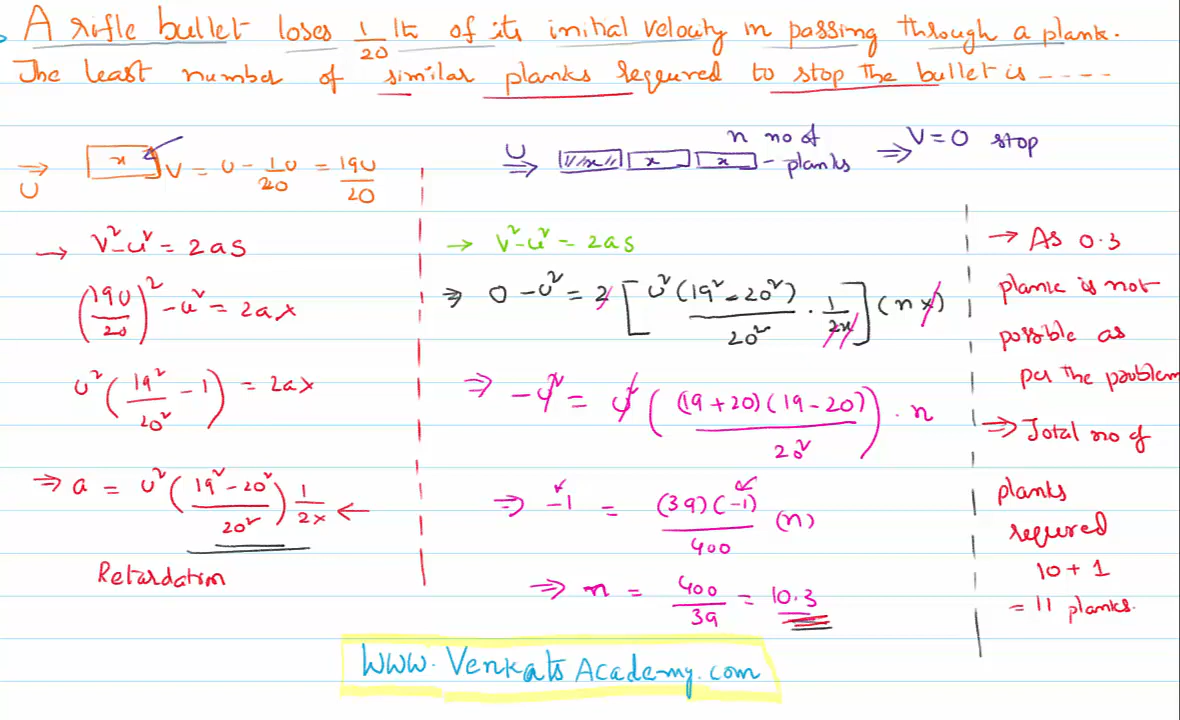 A rifle bullet loses 1/20 th of its initial velocity in passing through a plank.
The least number of similar planks required to stop the bullet is ----
→ U
x
V = U - 1U/20 = 19U/20
→ V² - u² = 2as
(19U/20)² - u² = 2ax
U² (19²/20² - 1) = 2ax
⇒ a = U² (19² - 20²/20²) 1/2x ←
Retardation
U ⇒
x x x
n no of
- planks
⇒ V = 0 stop
→ V² - u² = 2as
⇒ 0 - U² = 2 [U² (19² - 20²)/20² · 1/2x] (nx)
⇒ -U² = U² ((19+20)(19-20)/20²) · n
⇒ -1 = (39)(-1)/400 (n)
⇒ n = 400/39 = 10.3
→ As 0.3
plank is not
possible as
per the problem
⇒ Total no of
planks
required
10 + 1
= 11 planks.
WWW.VenkatsAcademy.com